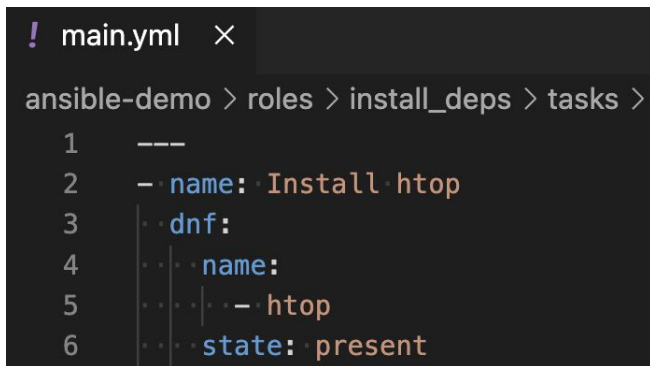 ! main.yml ×
ansible-demo > roles > install_deps > tasks >
1 ---
2 - name: Install htop
3   dnf:
4     name:
5       - htop
6     state: present